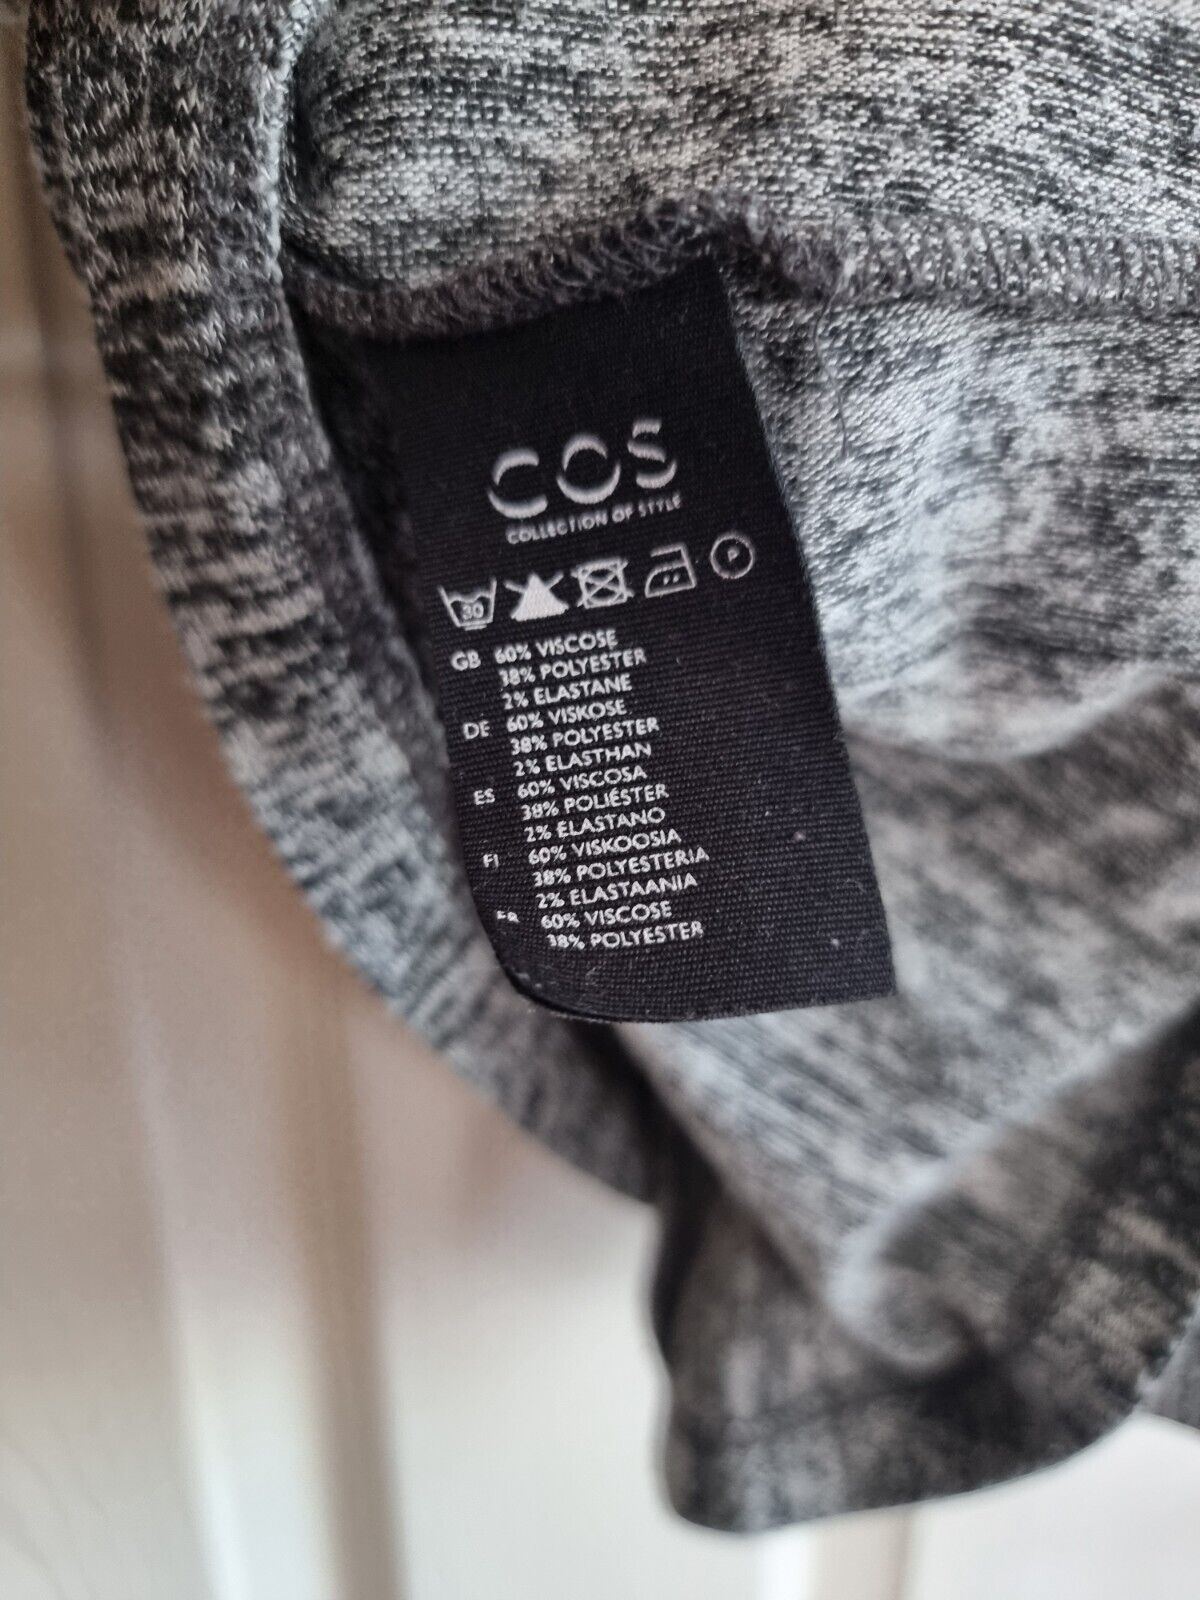 COS
COLLECTION OF STYLE
30 P
GB 60% VISCOSE
38% POLYESTER
2% ELASTANE
DE 60% VISKOSE
38% POLYESTER
2% ELASTHAN
ES 60% VISCOSA
38% POLIÉSTER
2% ELASTANO
FI 60% VISKOOSIA
38% POLYESTERIA
2% ELASTAANIA
FR 60% VISCOSE
38% POLYESTER